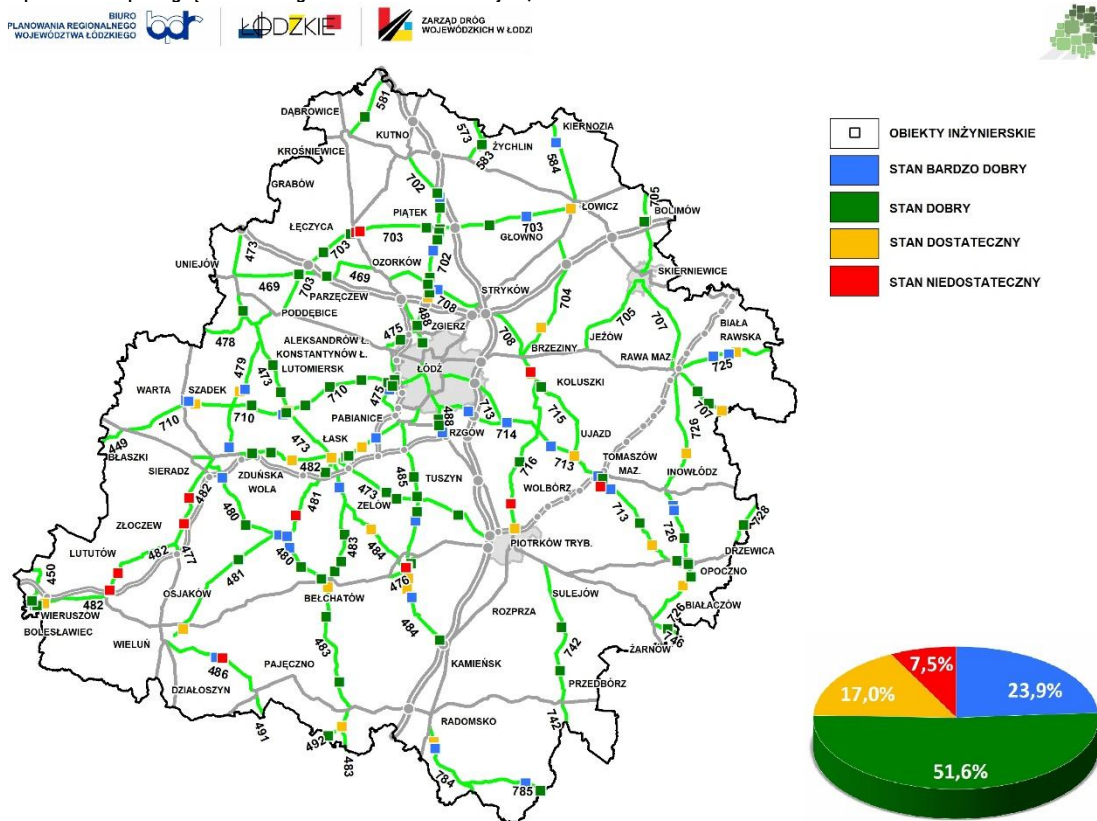 BIURO
PLANOWANIA REGIONALNEGO
WOJEWÓDZTWA ŁÓDZKIEGO
bpr
ŁÓDZKIE
ZARZĄD DRÓG
WOJEWÓDZKICH W ŁODZI
OBIEKTY INŻYNIERSKIE
STAN BARDZO DOBRY
STAN DOBRY
STAN DOSTATECZNY
STAN NIEDOSTATECZNY
DĄBROWICE
581
KUTNO
573
ŻYCHLIN
583
KIERNOZIA
584
KROŚNIEWICE
GRABÓW
702
ŁOWICZ
705
BOLIMÓW
PIĄTEK
703
ŁĘCZYCA
703
703
GŁOWNO
473
UNIEJÓW
469
703
469
OZORKÓW
702
SKIERNIEWICE
PARZĘCZEW
708
STRYKÓW
704
PODDĘBICE
488
ZGIERZ
705
707
BIAŁA
RAWSKA
478
475
708
BRZEZINY
JEŻÓW
RAWA MAZ.
725
ALEKSANDRÓW Ł.
KONSTANTYNÓW Ł.
LUTOMIERSK
479
473
ŁÓDŹ
KOLUSZKI
WARTA
SZADEK
710
475
713
707
710
710
PABIANICE
488
RZGÓW
714
715
UJAZD
726
449
BŁASZKI
473
ŁASK
713
TOMASZÓW
MAZ.
INOWŁÓDZ
SIERADZ
482
ZDUŃSKA
WOLA
482
481
473
485
TUSZYN
716
WOLBÓRZ
ZŁOCZEW
480
ZELÓW
713
726
728
DRZEWICA
LUTUTÓW
482
477
480
483
484
PIOTRKÓW TRYB.
450
481
476
OPOCZNO
482
WIERUSZÓW
BOLESŁAWIEC
OSJAKÓW
BEŁCHATÓW
SULEJÓW
726
BIAŁACZÓW
ROZPRZA
746
WIELUŃ
484
483
742
ŻARNÓW
486
PAJĘCZNO
KAMIEŃSK
DZIAŁOSZYN
PRZEDBÓRZ
RADOMSKO
742
491
492
483
784
785
7,5%
17,0%
23,9%
51,6%